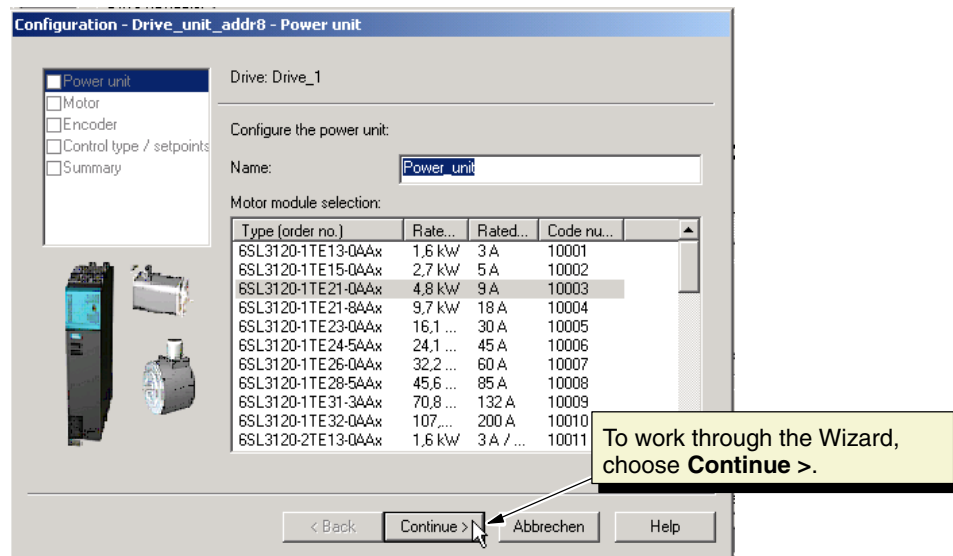 Configuration - Drive_unit_addr8 - Power unit
Power unit
Motor
Encoder
Control type / setpoints
Summary
Drive: Drive_1
Configure the power unit:
Name:
Power_unit
Motor module selection:
Type (order no.) Rate... Rated... Code nu...
6SL3120-1TE13-0AAx 1,6 kW 3 A 10001
6SL3120-1TE15-0AAx 2,7 kW 5 A 10002
6SL3120-1TE21-0AAx 4,8 kW 9 A 10003
6SL3120-1TE21-8AAx 9,7 kW 18 A 10004
6SL3120-1TE23-0AAx 16,1 ... 30 A 10005
6SL3120-1TE24-5AAx 24,1 ... 45 A 10006
6SL3120-1TE26-0AAx 32,2 ... 60 A 10007
6SL3120-1TE28-5AAx 45,6 ... 85 A 10008
6SL3120-1TE31-3AAx 70,8 ... 132 A 10009
6SL3120-1TE32-0AAx 107,... 200 A 10010
6SL3120-2TE13-0AAx 1,6 kW 3 A / ... 10011
To work through the Wizard,
choose Continue >.
< Back Continue > Abbrechen Help